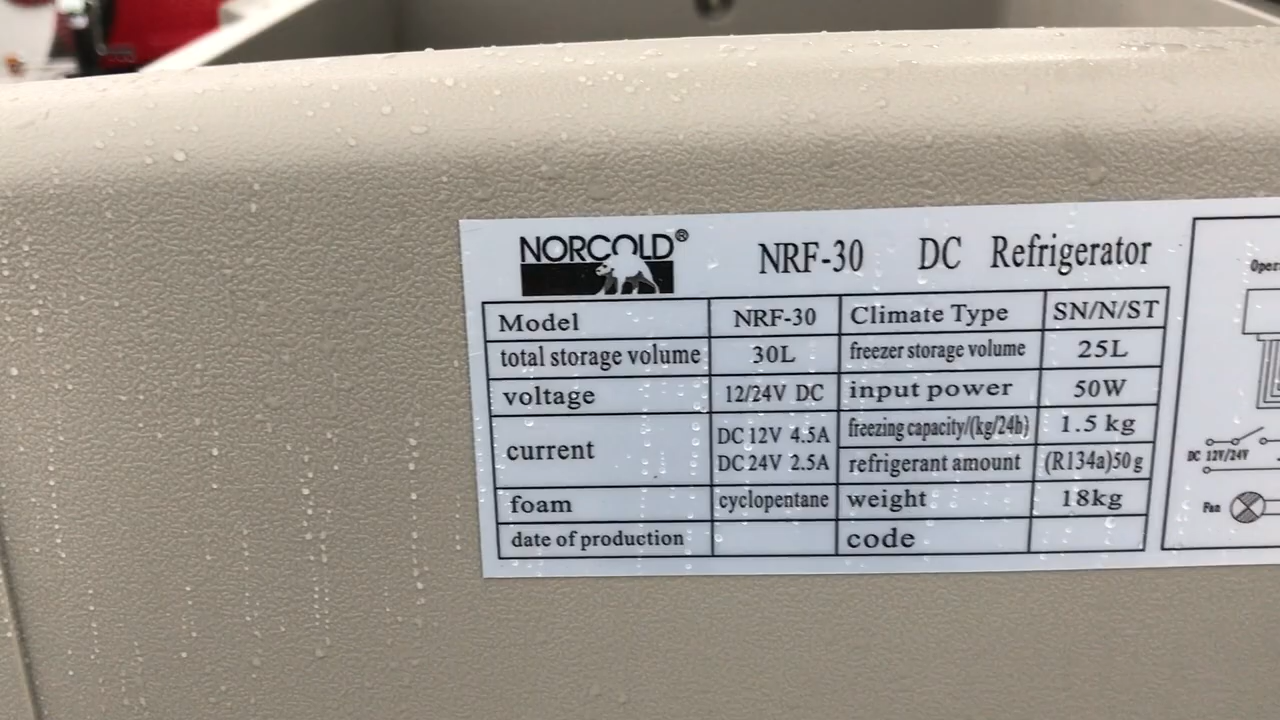 NORCOLD®
NRF-30 DC Refrigerator
Model NRF-30 Climate Type SN/N/ST
total storage volume 30L freezer storage volume 25L
voltage 12/24V DC input power 50W
current DC 12V 4.5A DC 24V 2.5A freezing capacity/(kg/24h) 1.5 kg
refrigerant amount (R134a)50g
foam cyclopentane weight 18kg
date of production code
DC 12V/24V
Fan